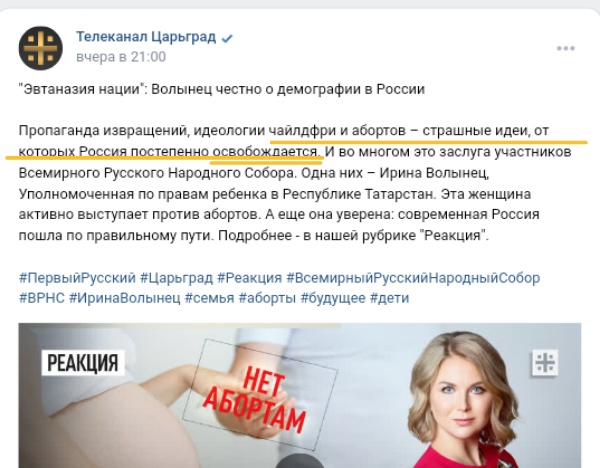 Телеканал Царьград
вчера в 21:00
"Эвтаназия нации": Волынец честно о демографии в России
Пропаганда извращений, идеологии чайлдфри и абортов – страшные идеи, от
которых Россия постепенно освобождается. И во многом это заслуга участников
Всемирного Русского Народного Собора. Одна них – Ирина Волынец,
Уполномоченная по правам ребенка в Республике Татарстан. Эта женщина
активно выступает против абортов. А еще она уверена: современная Россия
пошла по правильному пути. Подробнее - в нашей рубрике "Реакция".
#ПервыйРусский #Царьград #Реакция #ВсемирныйРусскийНародныйСобор
#ВРНС #ИринаВолынец #семья #аборты #будущее #дети
РЕАКЦИЯ
НЕТ
АБОРТАМ